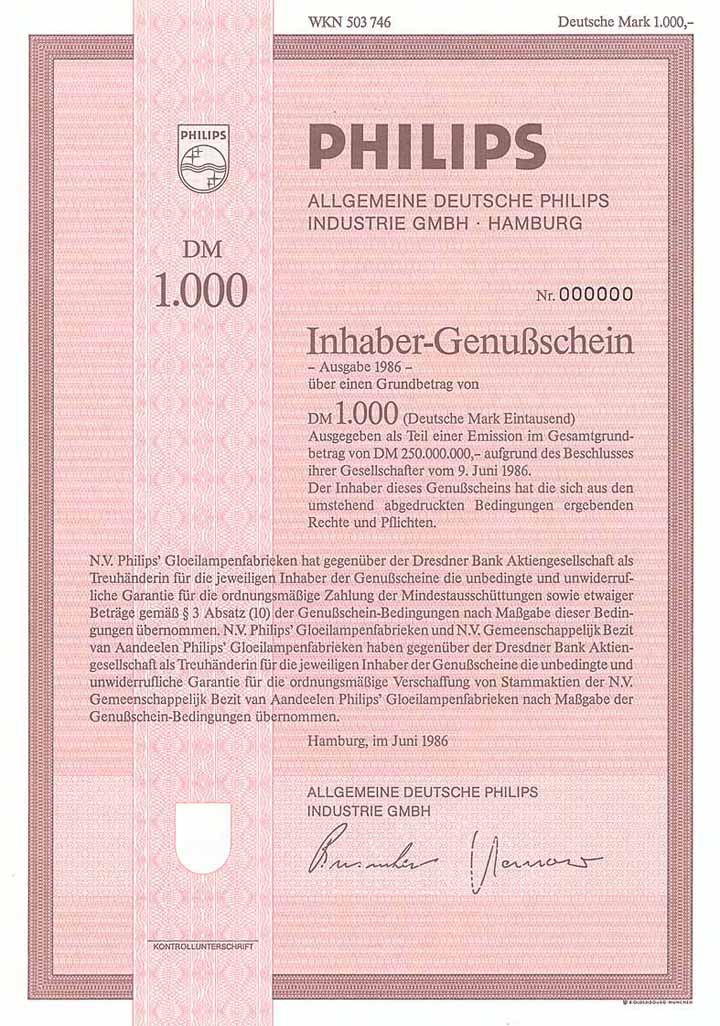 WKN 503 746
Deutsche Mark 1.000,-
PHILIPS
PHILIPS
ALLGEMEINE DEUTSCHE PHILIPS
INDUSTRIE GMBH · HAMBURG
DM
1.000
Nr. 000000
Inhaber-Genußschein
– Ausgabe 1986 –
über einen Grundbetrag von
DM 1.000 (Deutsche Mark Eintausend)
Ausgegeben als Teil einer Emission im Gesamtgrund-
betrag von DM 250.000.000,- aufgrund des Beschlusses
ihrer Gesellschafter vom 9. Juni 1986.
Der Inhaber dieses Genußscheins hat die sich aus den
umstehend abgedruckten Bedingungen ergebenden
Rechte und Pflichten.
N.V. Philips' Gloeilampenfabrieken hat gegenüber der Dresdner Bank Aktiengesellschaft als
Treuhänderin für die jeweiligen Inhaber der Genußscheine die unbedingte und unwiderruf-
liche Garantie für die ordnungsmäßige Zahlung der Mindestausschüttungen sowie etwaiger
Beträge gemäß § 3 Absatz (10) der Genußschein-Bedingungen nach Maßgabe dieser Bedin-
gungen übernommen. N.V. Philips' Gloeilampenfabrieken und N.V. Gemeenschappelijk Bezit
van Aandeelen Philips' Gloeilampenfabrieken haben gegenüber der Dresdner Bank Aktien-
gesellschaft als Treuhänderin für die jeweiligen Inhaber der Genußscheine die unbedingte und
unwiderrufliche Garantie für die ordnungsmäßige Verschaffung von Stammaktien der N.V.
Gemeenschappelijk Bezit van Aandeelen Philips' Gloeilampenfabrieken nach Maßgabe der
Genußschein-Bedingungen übernommen.
Hamburg, im Juni 1986
ALLGEMEINE DEUTSCHE PHILIPS
INDUSTRIE GMBH
KONTROLLUNTERSCHRIFT
R. OLDENBOURG MÜNCHEN